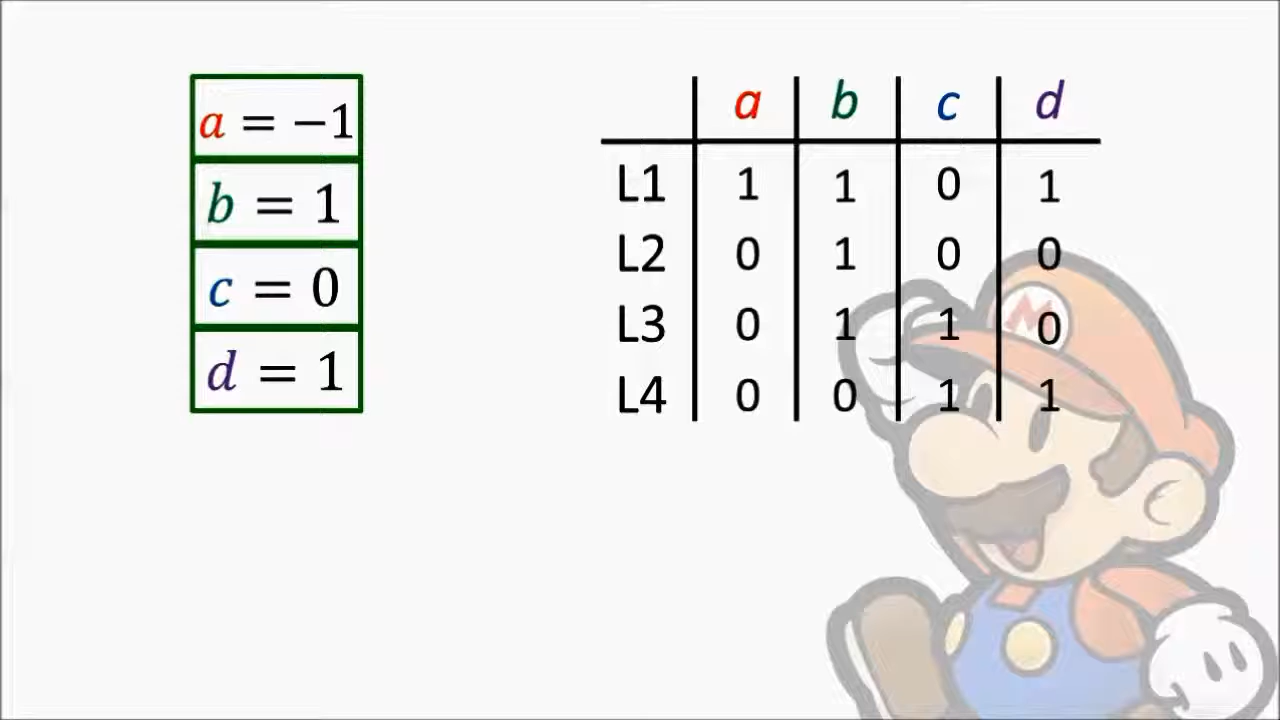 a = −1
b = 1
c = 0
d = 1
a b c d
L1 1 1 0 1
L2 0 1 0 0
L3 0 1 1 0
L4 0 0 1 1
M